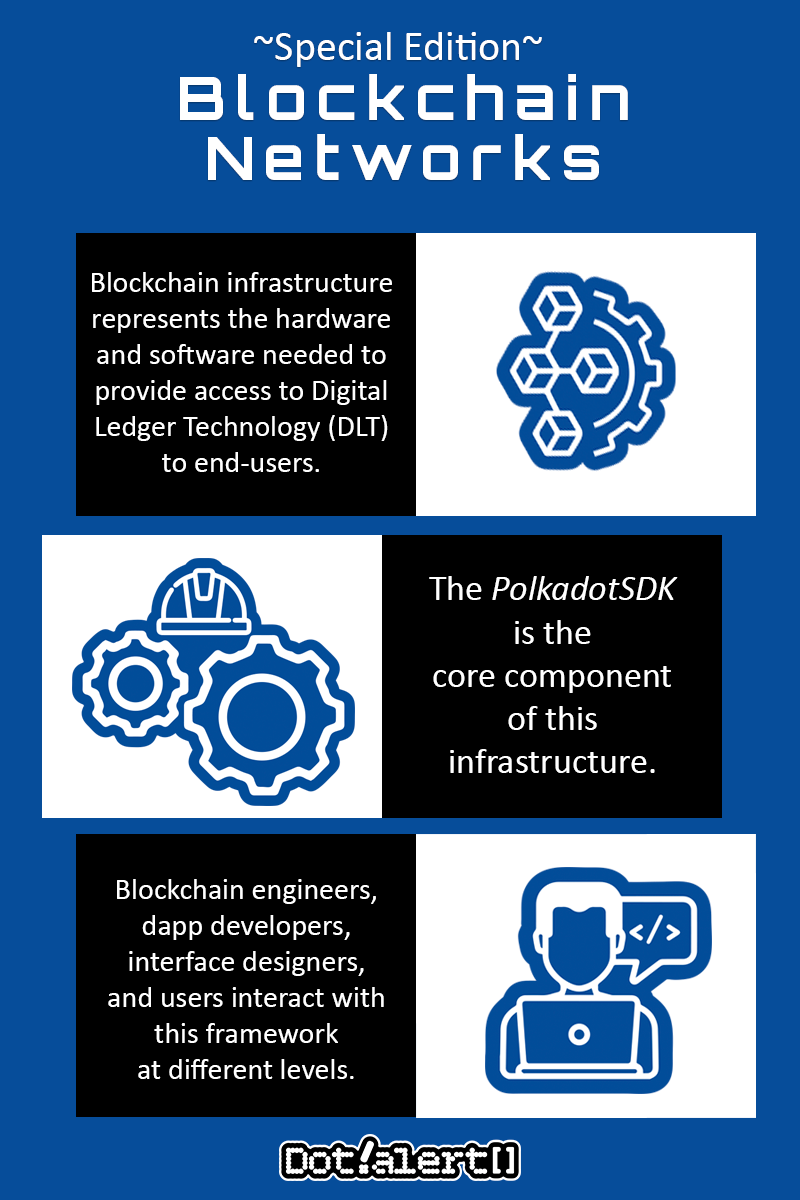 ~Special Edition~
Blockchain
Networks
Blockchain infrastructure
represents the hardware
and software needed to
provide access to Digital
Ledger Technology (DLT)
to end-users.
The PolkadotSDK
is the
core component
of this
infrastructure.
Blockchain engineers,
dapp developers,
interface designers,
and users interact with
this framework
at different levels.
</>
Dot!alert[]